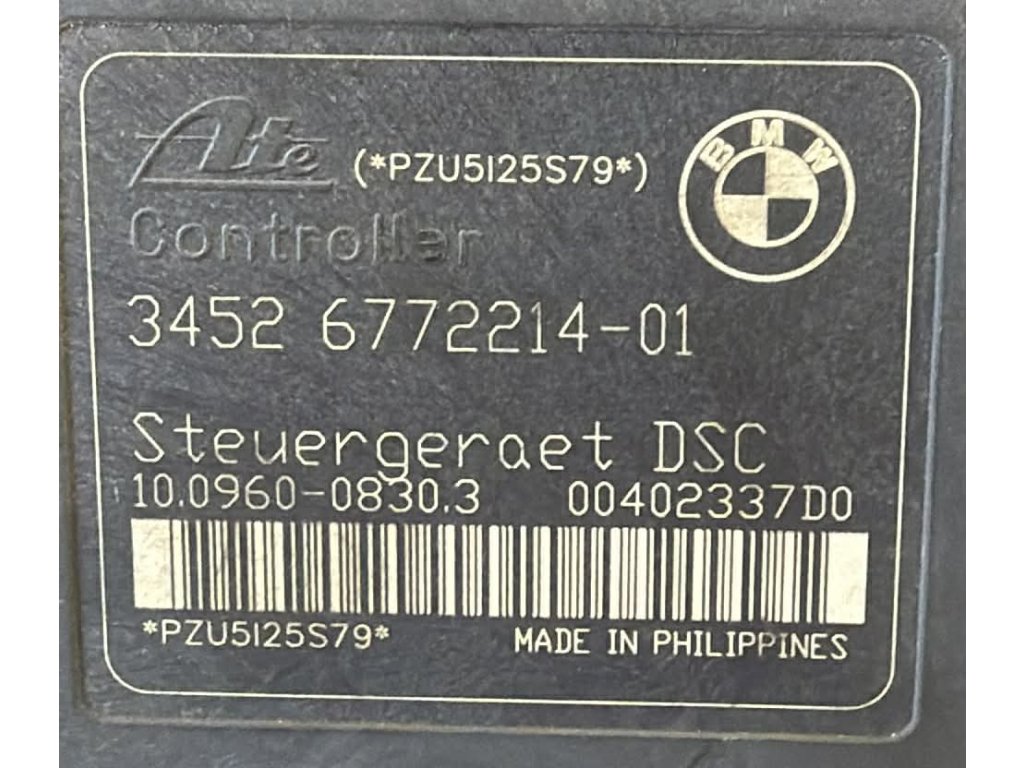 Ate
(*PZU5I25S79*)
BMW
Controller
3452 6772214-01
Steuergeraet DSC
10.0960-0830.3 00402337D0
*PZU5I25S79* MADE IN PHILIPPINES